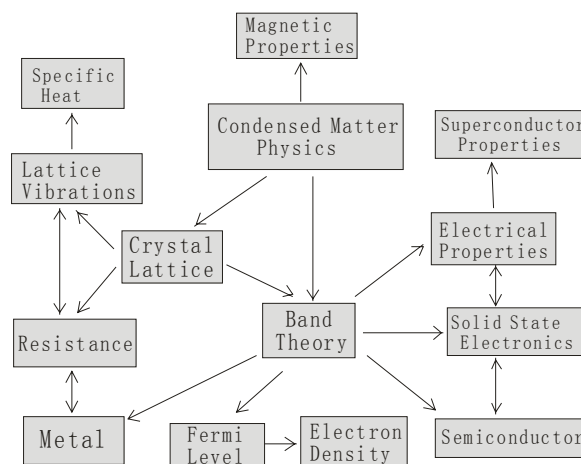 Magnetic
Properties
Specific
Heat
Condensed Matter
Physics
Superconductor
Properties
Lattice
Vibrations
Crystal
Lattice
Electrical
Properties
Band
Theory
Solid State
Electronics
Resistance
Metal
Fermi
Level
Electron
Density
Semiconductor